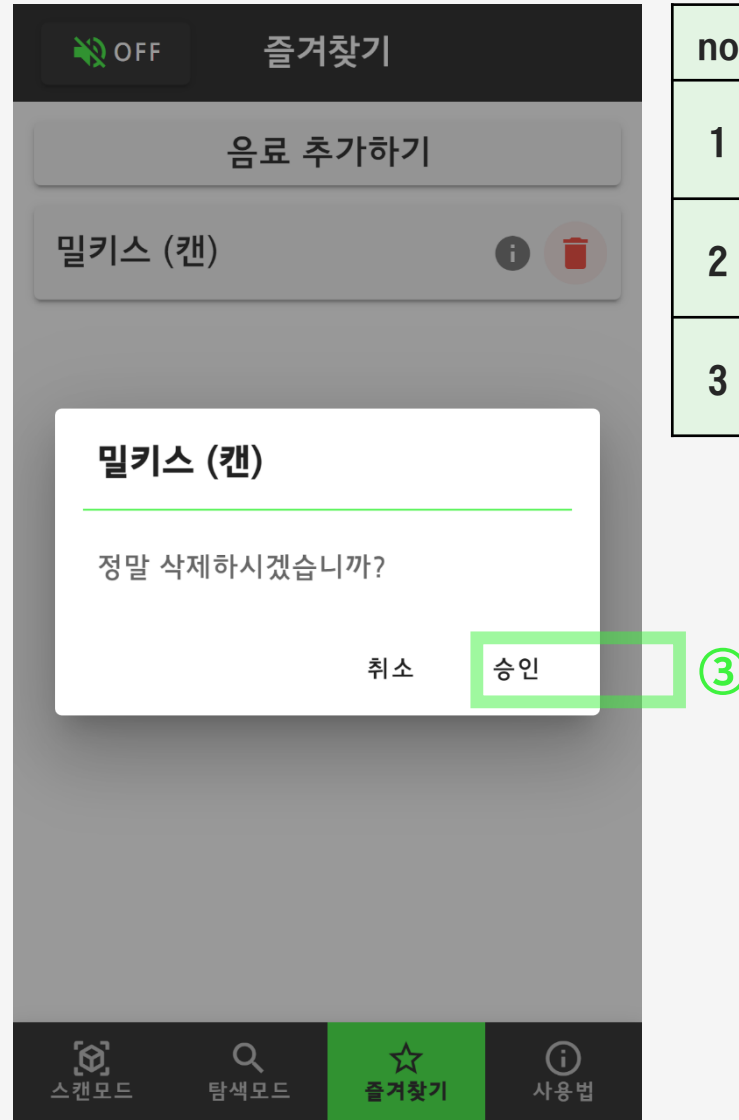 OFF
즐겨찾기
음료 추가하기
밀키스 (캔)
밀키스 (캔)
정말 삭제하시겠습니까?
취소 승인
스캔모드 탐색모드 즐겨찾기 사용법
no
1
2
3
③